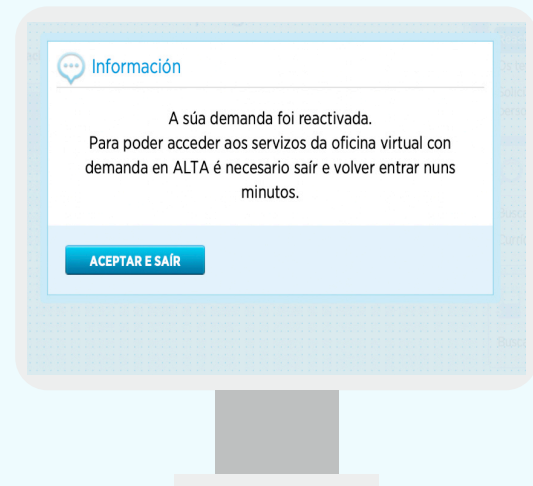 Información
A súa demanda foi reactivada.
Para poder acceder aos servizos da oficina virtual con
demanda en ALTA é necesario saír e volver entrar nuns
minutos.
ACEPTAR E SAÍR